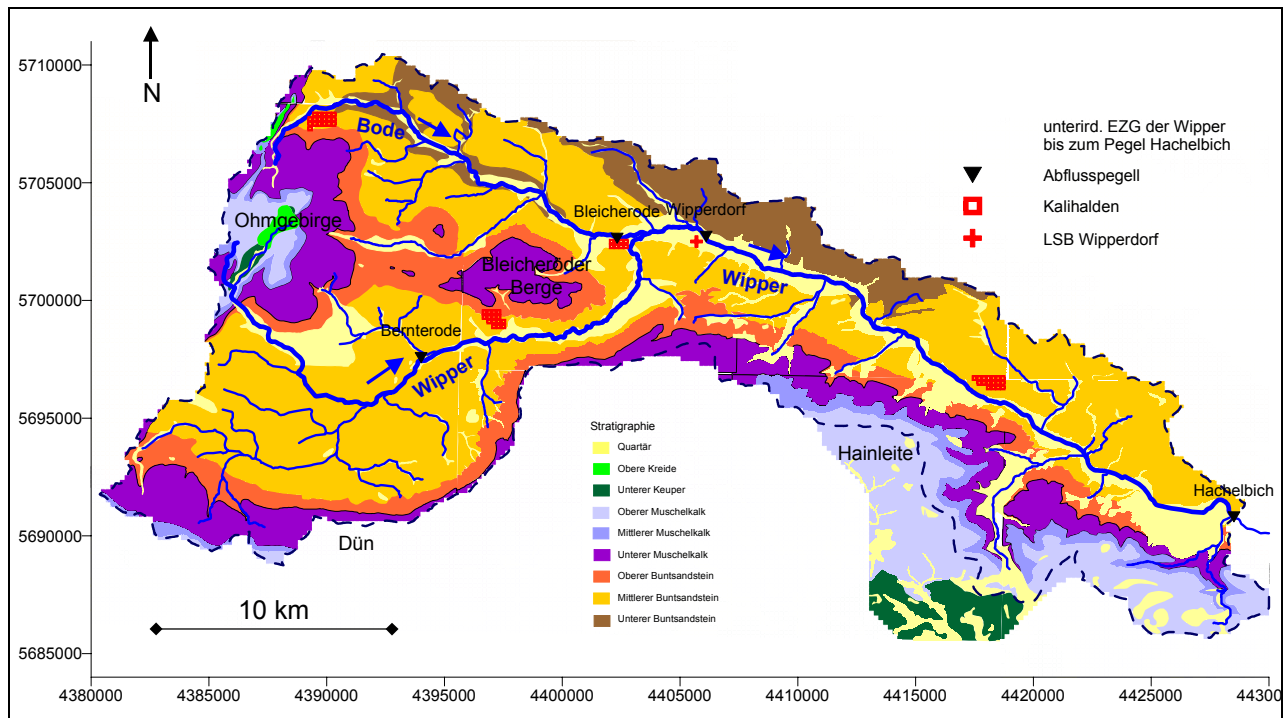 5710000
5705000
5700000
5695000
5690000
5685000
4380000
4385000
4390000
4395000
4400000
4405000
4410000
4415000
4420000
4425000
44300
N
Bode
Ohmgebirge
Bleicherode
Wipperdorf
Bleicheröder
Berge
Wipper
Bernterode
Wipper
Hainleite
Hachelbich
Dün
10 km
unterird. EZG der Wipper
bis zum Pegel Hachelbich
Abflusspegell
Kalihalden
LSB Wipperdorf
Stratigraphie
Quartär
Obere Kreide
Unterer Keuper
Oberer Muschelkalk
Mittlerer Muschelkalk
Unterer Muschelkalk
Oberer Buntsandstein
Mittlerer Buntsandstein
Unterer Buntsandstein